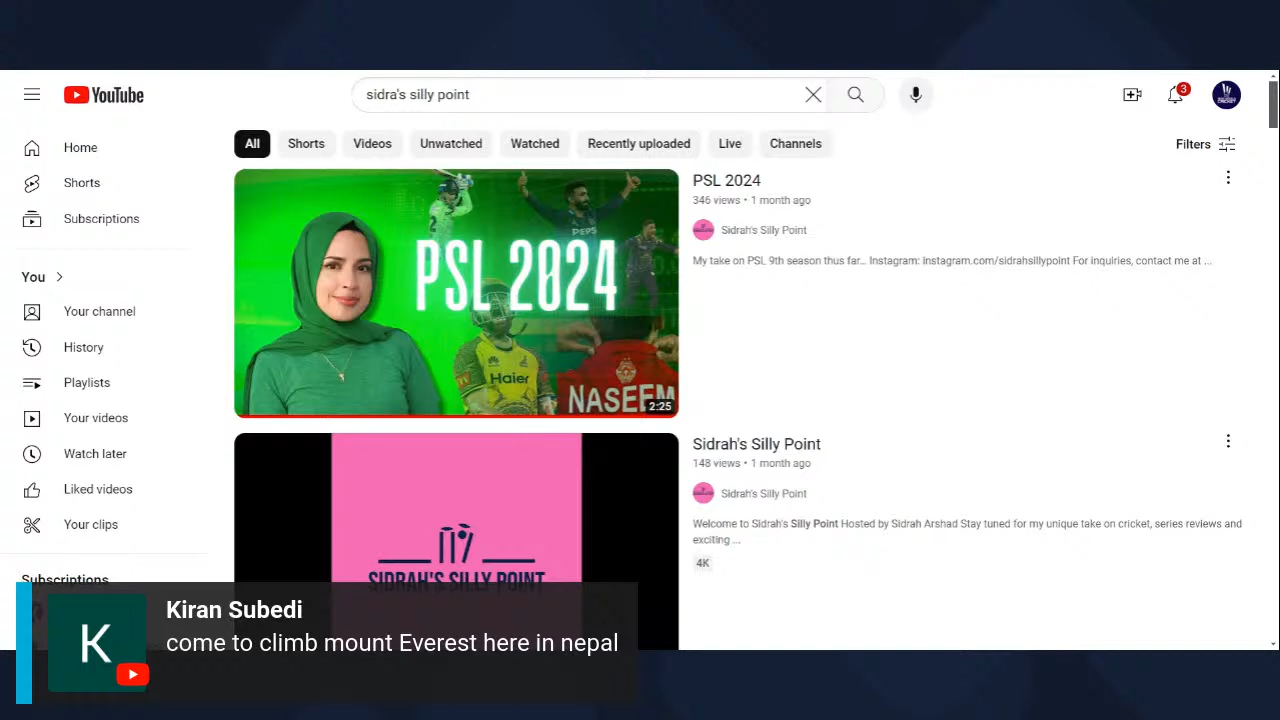 YouTube
sidra's silly point
3
Home
Shorts
Subscriptions
You
Your channel
History
Playlists
Your videos
Watch later
Liked videos
Your clips
Subscriptions
All
Shorts
Videos
Unwatched
Watched
Recently uploaded
Live
Channels
Filters
PSL 2024
PEPS
2
Haier
NASEEM
2:25
PSL 2024
346 views • 1 month ago
Sidrah's Silly Point
My take on PSL 9th season thus far... Instagram: instagram.com/sidrahsillypoint For inquiries, contact me at ...
SIDRAH'S SILLY POINT
Sidrah's Silly Point
148 views • 1 month ago
Sidrah's Silly Point
Welcome to Sidrah's Silly Point Hosted by Sidrah Arshad Stay tuned for my unique take on cricket, series reviews and
exciting ...
4K
K
Kiran Subedi
come to climb mount Everest here in nepal